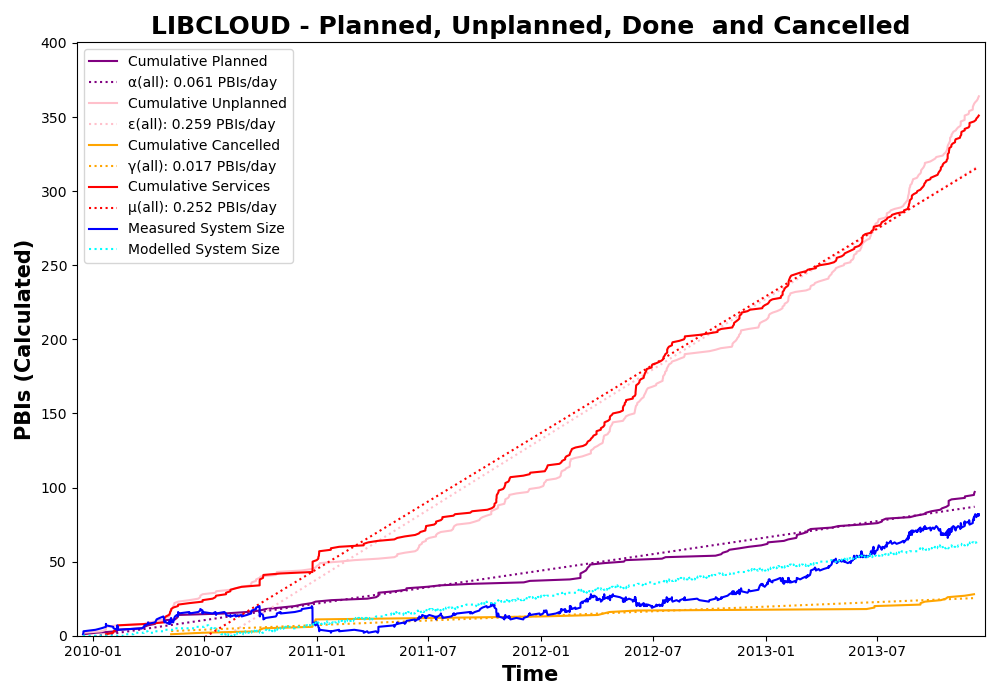 LIBCLOUD - Planned, Unplanned, Done  and Cancelled
PBIs (Calculated)
400
350
300
250
200
150
100
50
0
Cumulative Planned
α(all): 0.061 PBIs/day
Cumulative Unplanned
ε(all): 0.259 PBIs/day
Cumulative Cancelled
γ(all): 0.017 PBIs/day
Cumulative Services
μ(all): 0.252 PBIs/day
Measured System Size
Modelled System Size
2010-01 2010-07 2011-01 2011-07 2012-01 2012-07 2013-01 2013-07
Time